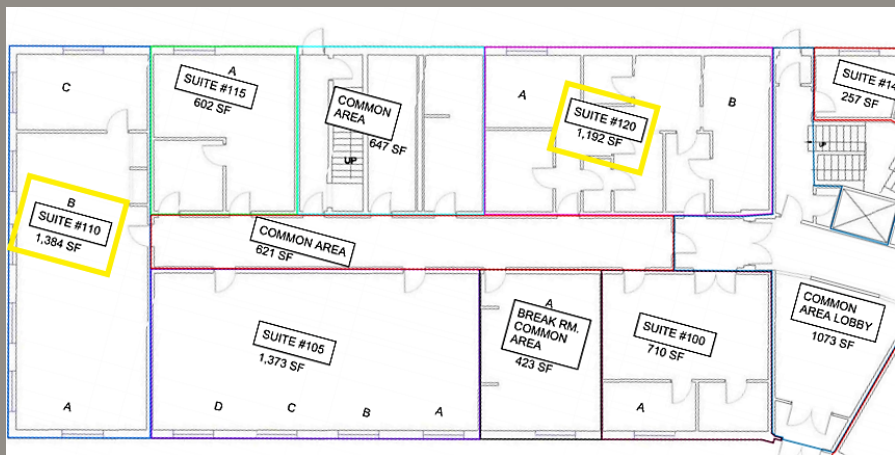 C
A
SUITE #115
602 SF
COMMON
AREA
647 SF
UP
A
SUITE #120
1,192 SF
B
257 SF
UP
B
SUITE #110
1,384 SF
A
COMMON AREA
621 SF
SUITE #105
1,373 SF
D
C
B
A
A
BREAK RM.
COMMON
AREA
423 SF
SUITE #100
710 SF
A
COMMON
AREA LOBBY
1073 SF